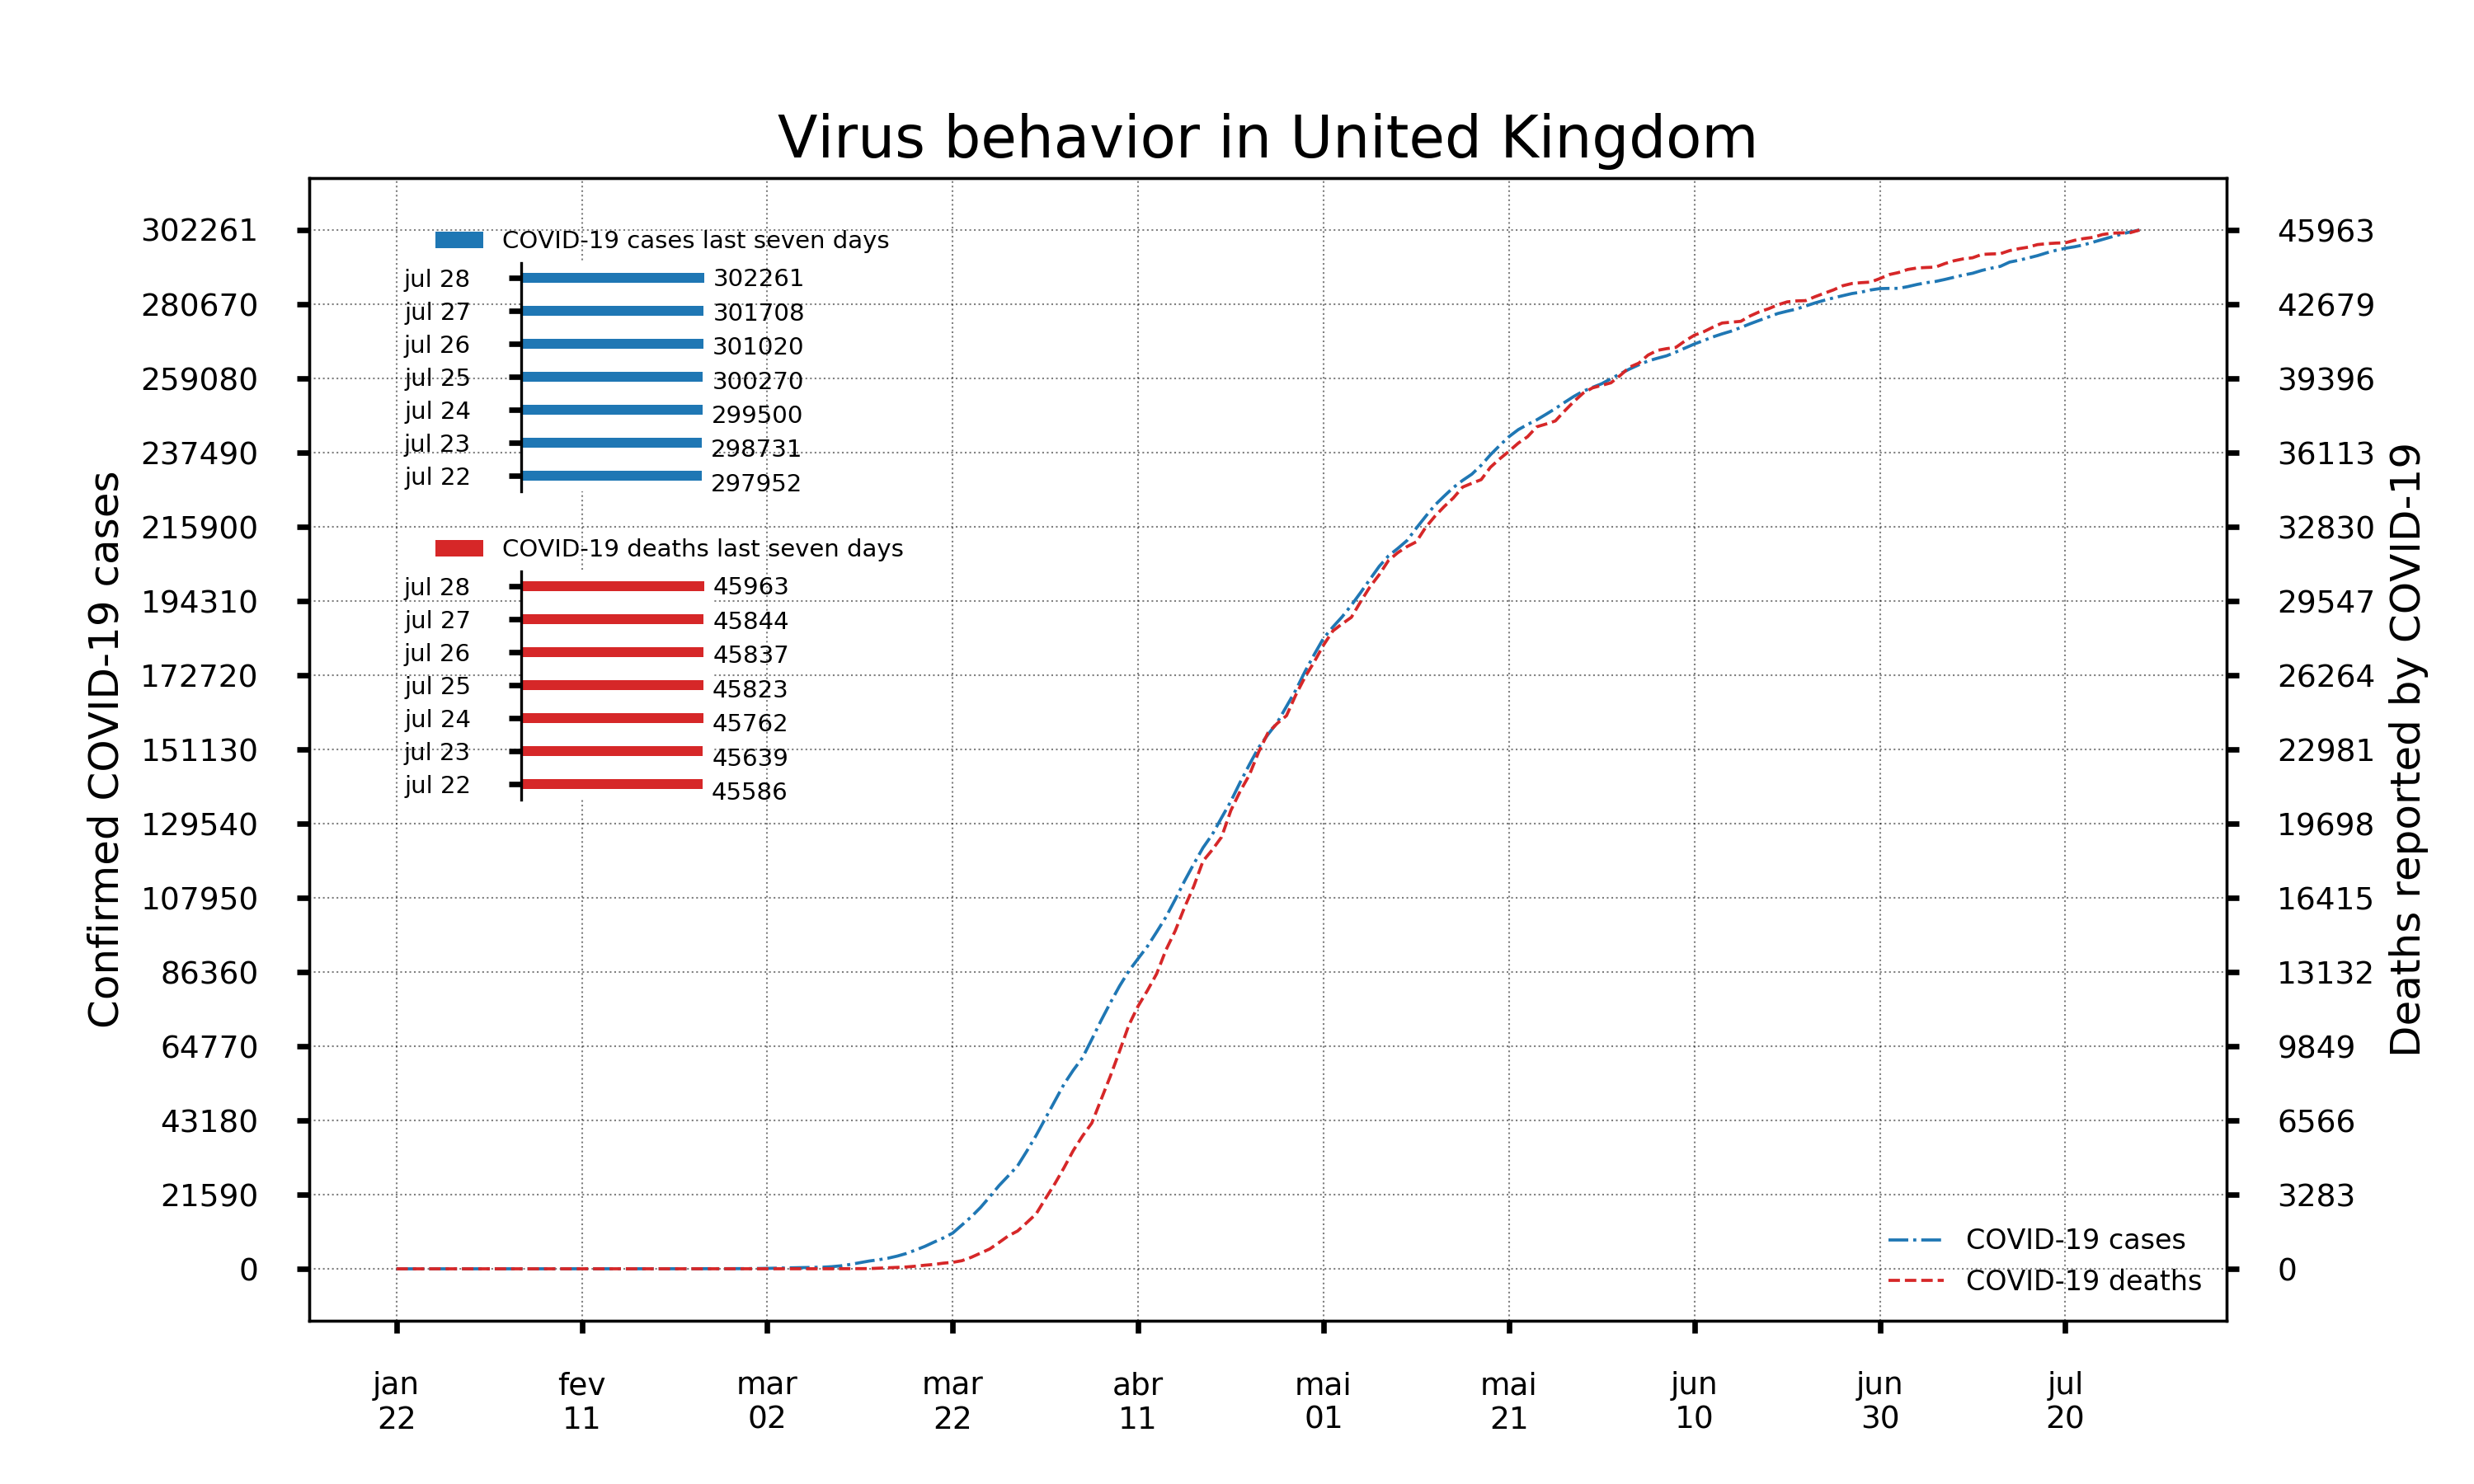 Virus behavior in United Kingdom
Confirmed COVID-19 cases
302261
280670
259080
237490
215900
194310
172720
151130
129540
107950
86360
64770
43180
21590
0
COVID-19 cases last seven days
jul 28 302261
jul 27 301708
jul 26 301020
jul 25 300270
jul 24 299500
jul 23 298731
jul 22 297952
COVID-19 deaths last seven days
jul 28 45963
jul 27 45844
jul 26 45837
jul 25 45823
jul 24 45762
jul 23 45639
jul 22 45586
45963
42679
39396
36113
32830
29547
26264
22981
19698
16415
13132
9849
6566
3283
0
Deaths reported by COVID-19
COVID-19 cases
COVID-19 deaths
jan fev mar mar abr mai mai jun jun jul
22 11 02 22 11 01 21 10 30 20